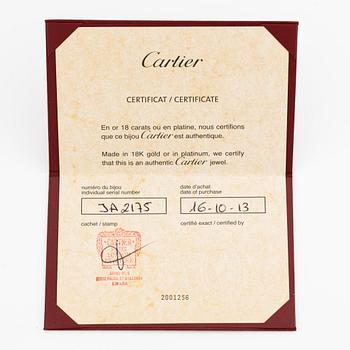 Cartier
CERTIFICAT / CERTIFICATE
En or 18 carats ou en platine, nous certifions
que ce bijou Cartier est authentique.
Made in 18K gold or in platinum, we certify
that this is an authentic Cartier jewel.
numéro du bijou date d'achat
individual serial number date of purchase
JA2175 16-10-13
cachet / stamp certifié exact / certified by
CARTIER
2001256